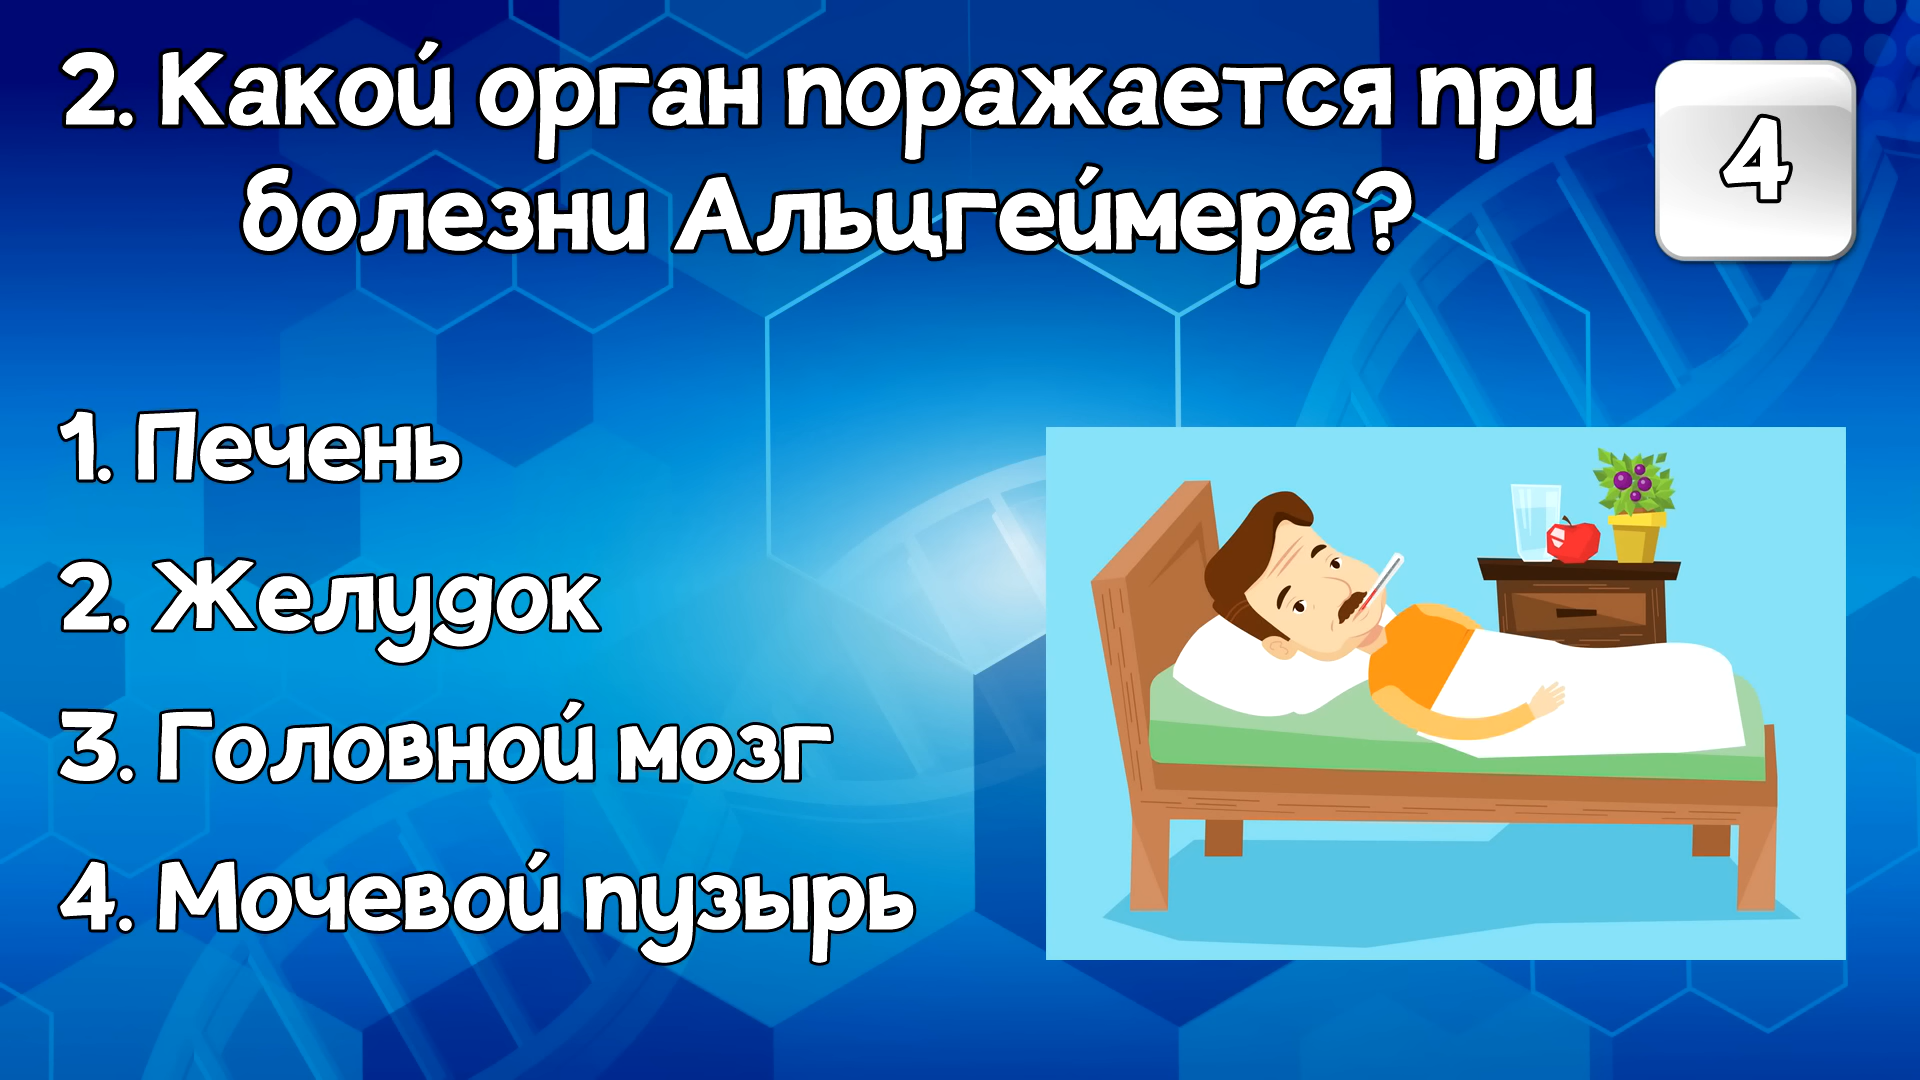 2. Какой орган поражается при
болезни Альцгеймера?
4
1. Печень
2. Желудок
3. Головной мозг
4. Мочевой пузырь